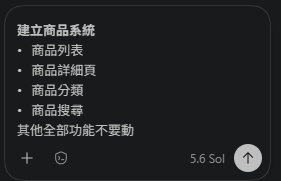 建立商品系統
• 商品列表
• 商品詳細頁
• 商品分類
• 商品搜尋
其他全部功能不要動
5.6 Sol